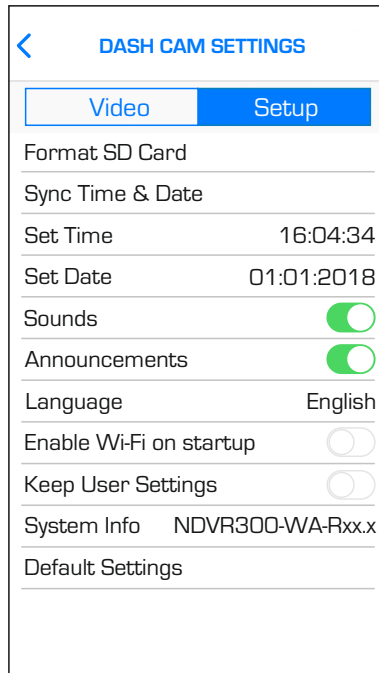 DASH CAM SETTINGS
Video Setup
Format SD Card
Sync Time & Date
Set Time 16:04:34
Set Date 01:01:2018
Sounds
Announcements
Language English
Enable Wi-Fi on startup
Keep User Settings
System Info NDVR300-WA-Rxx.x
Default Settings